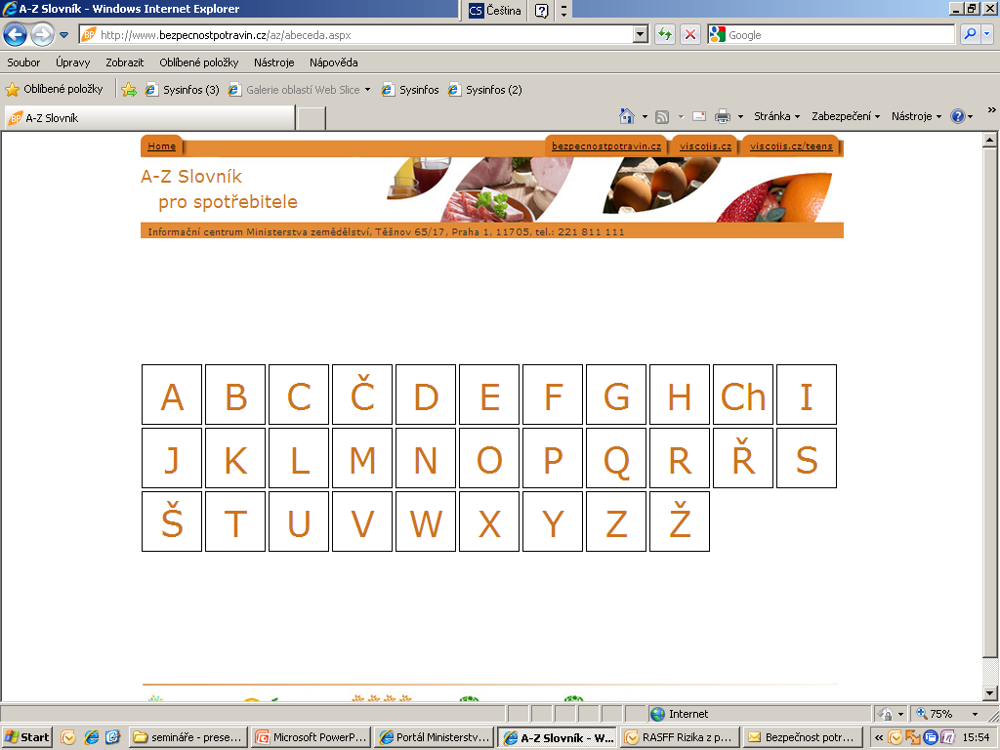 A-Z Slovník - Windows Internet Explorer
CS Čeština
http://www.bezpecnostpotravin.cz/az/abeceda.aspx
Google
Soubor Úpravy Zobrazit Oblíbené položky Nástroje Nápověda
Oblíbené položky Sysinfos (3) Galerie oblastí Web Slice Sysinfos Sysinfos (2)
A-Z Slovník Stránka Zabezpečení Nástroje »
Home bezpecnostpotravin.cz viscojis.cz viscojis.cz/teens
A-Z Slovník
pro spotřebitele
Informační centrum Ministerstva zemědělství, Těšnov 65/17, Praha 1, 11705, tel.: 221 811 111
A B C Č D E F G H Ch I
J K L M N O P Q R Ř S
Š T U V W X Y Z Ž
Internet 75%
Start semináře - prese... Microsoft PowerP... Portál Ministerstv... A-Z Slovník - W... RASFF Rizika z p... Bezpečnost potr... « 15:54